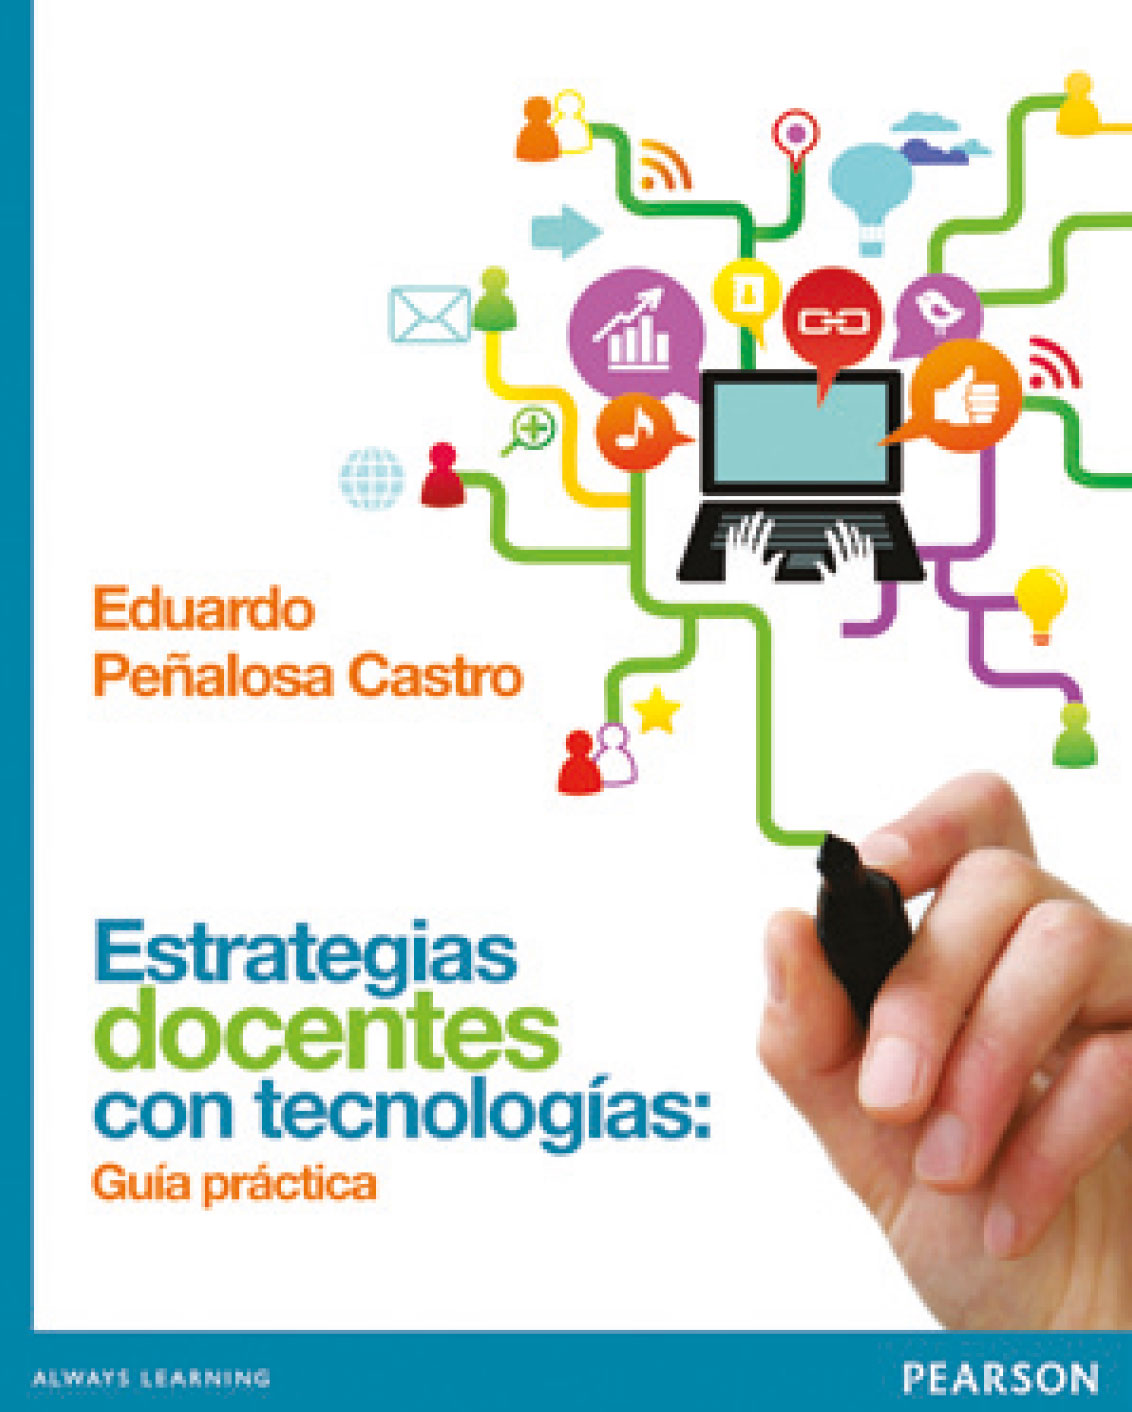 Eduardo
Peñalosa Castro
Estrategias
docentes
con tecnologías:
Guía práctica
ALWAYS LEARNING
PEARSON